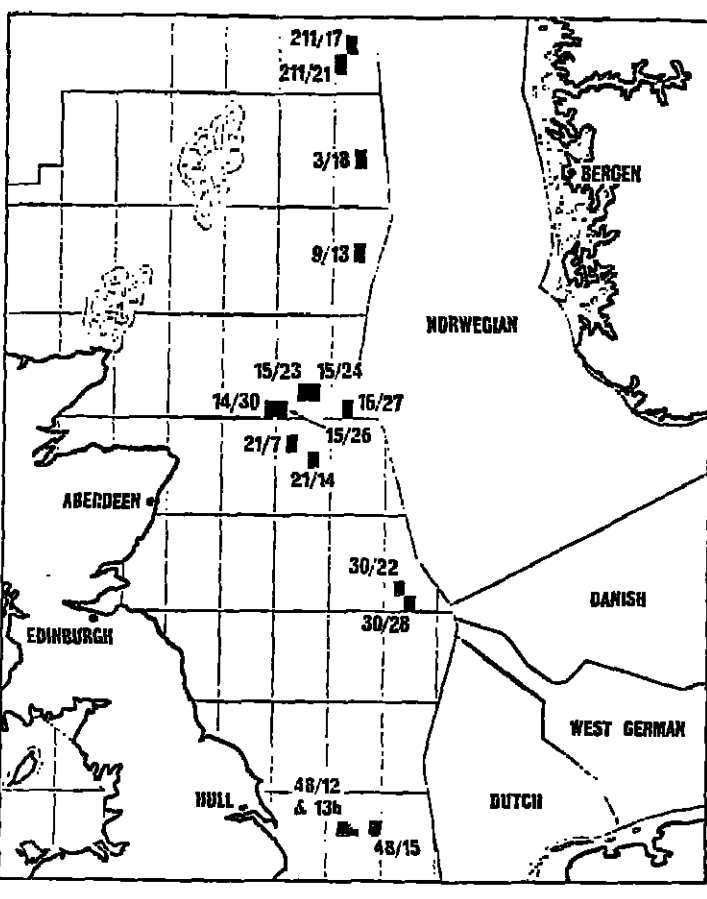 211/17
211/21
3/18
BERGEN
9/13
NORWEGIAN
15/23 15/24
14/30
16/27
15/26
21/7
21/14
ABERDEEN
30/22
DANISH
30/28
EDINBURGH
WEST GERMAN
48/12
& 13b
HULL
DUTCH
48/15